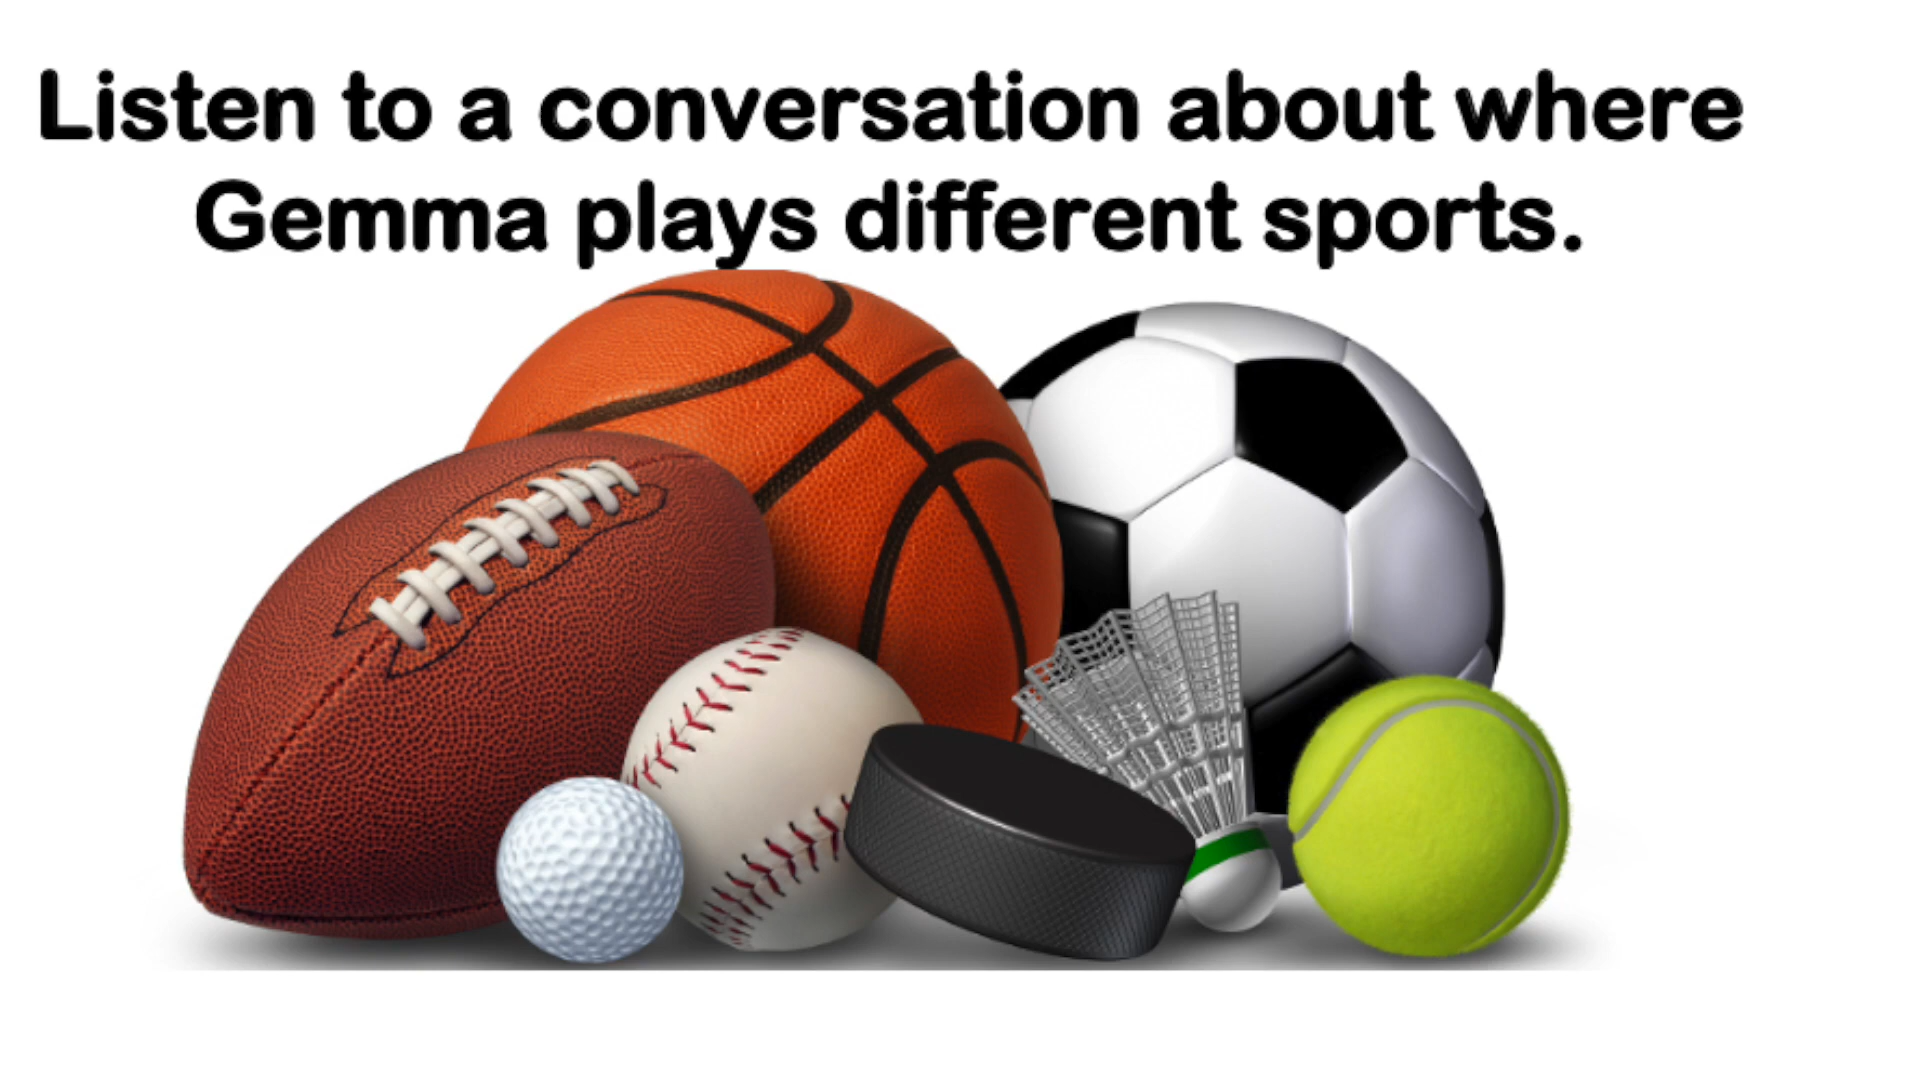 Listen to a conversation about where
Gemma plays different sports.